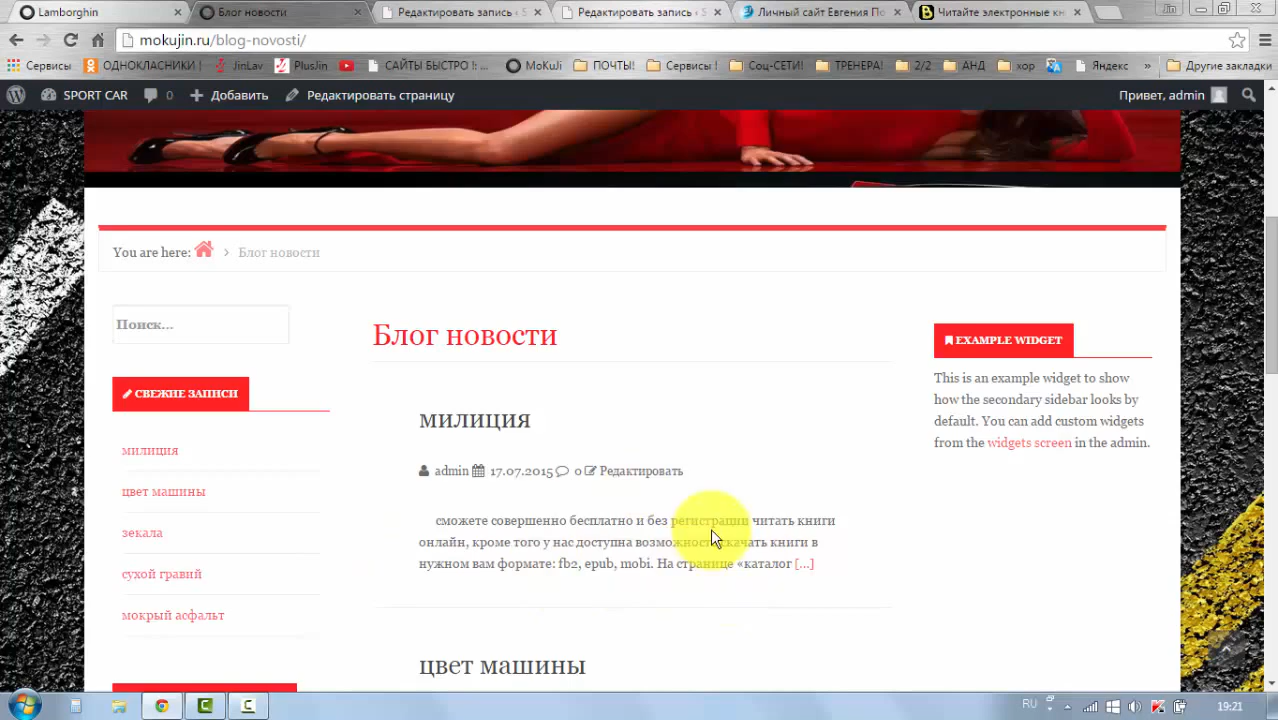 Lamborghin
Блог новости
Редактировать запись ‹ S
Редактировать запись ‹ S
Личный сайт Евгения По
Читайте электронные кн
Jin
mokujin.ru/blog-novosti/
Сервисы
ОДНОКЛАСНИКИ !
JinLav
PlusJin
САЙТЫ БЫСТРО !: ...
MoKuJi
ПОЧТЫ!
Сервисы !
Соц-СЕТИ!
ТРЕНЕРА!
2/2
АНД
хор
Яндекс
»
Другие закладки
SPORT CAR
0
Добавить
Редактировать страницу
Привет, admin
You are here:
Блог новости
Поиск...
СВЕЖИЕ ЗАПИСИ
милиция
цвет машины
зекала
сухой гравий
мокрый асфальт
Блог новости
милиция
admin 17.07.2015 0 Редактировать
сможете совершенно бесплатно и без регистрации читать книги
онлайн, кроме того у нас доступна возможность скачать книги в
нужном вам формате: fb2, epub, mobi. На странице «каталог [...]
цвет машины
EXAMPLE WIDGET
This is an example widget to show
how the secondary sidebar looks by
default. You can add custom widgets
from the widgets screen in the admin.
RU
19:21